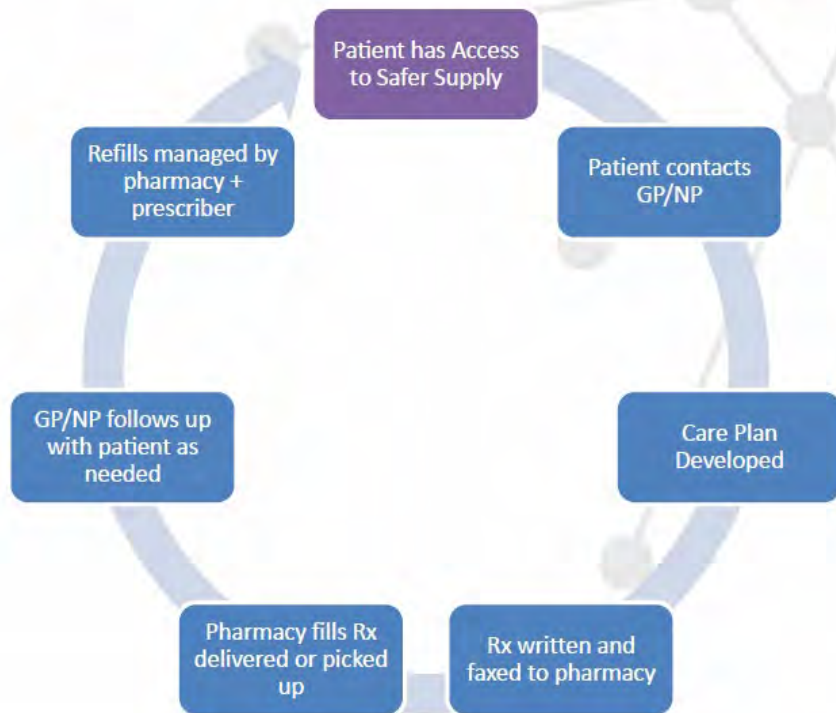 Patient has Access
to Safer Supply
Patient contacts
GP/NP
Care Plan
Developed
Rx written and
faxed to pharmacy
Pharmacy fills Rx
delivered or picked
up
GP/NP follows up
with patient as
needed
Refills managed by
pharmacy +
prescriber